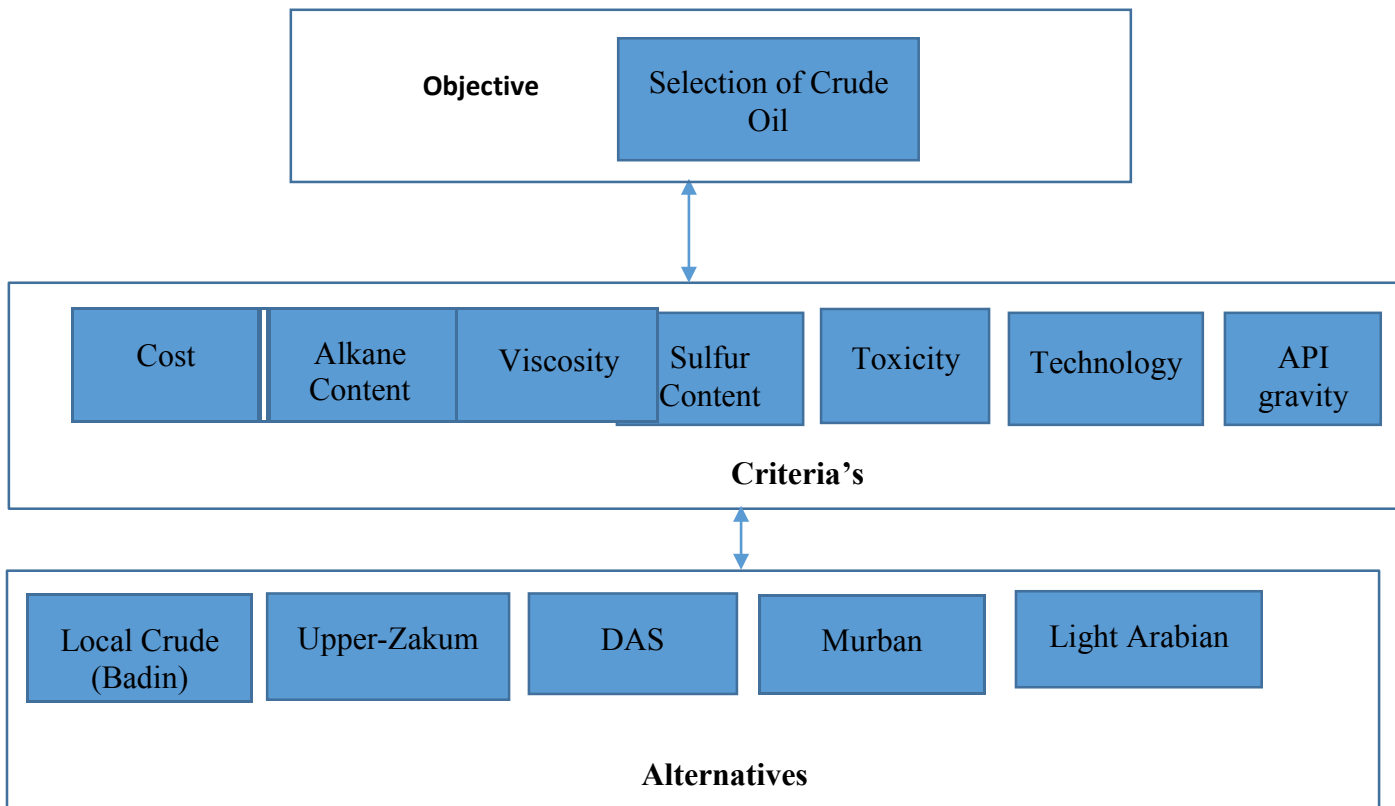 Objective
Selection of Crude
Oil
Cost
Alkane
Content
Viscosity
Sulfur
Content
Toxicity
Technology
API
gravity
Criteria’s
Local Crude
(Badin)
Upper-Zakum
DAS
Murban
Light Arabian
Alternatives